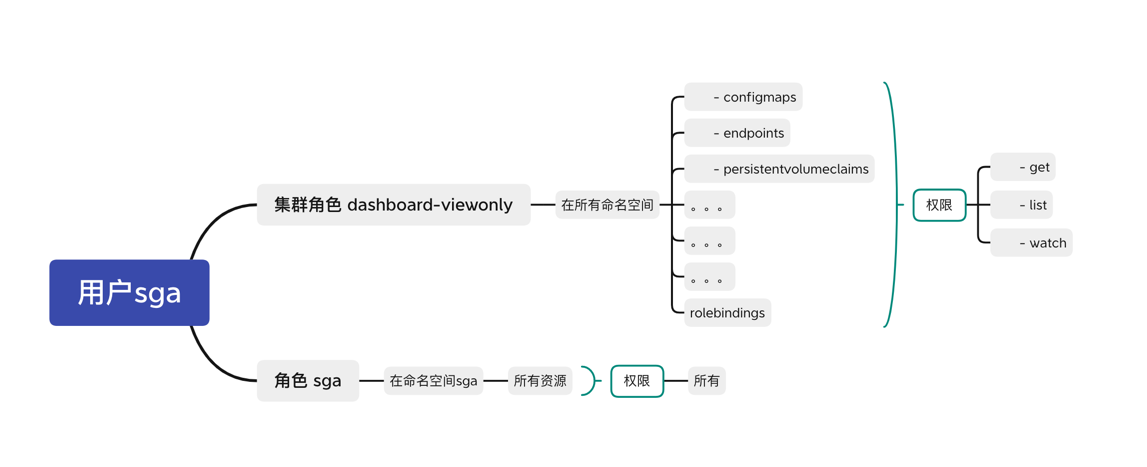 用户sga
集群角色 dashboard-viewonly
在所有命名空间
- configmaps
- endpoints
- persistentvolumeclaims
。。。
。。。
。。。
rolebindings
权限
- get
- list
- watch
角色 sga
在命名空间sga
所有资源
权限
所有